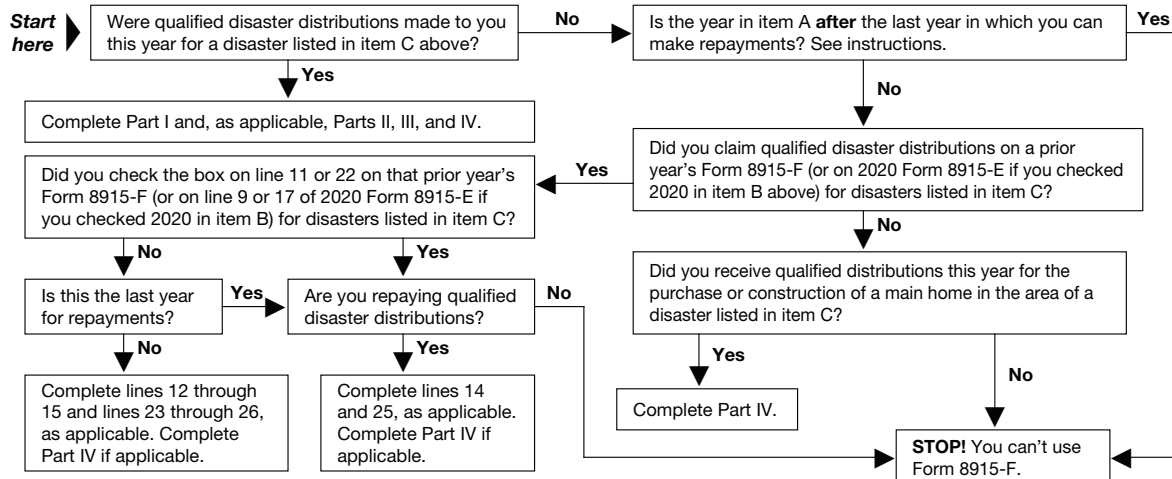 Start
here
Were qualified disaster distributions made to you
this year for a disaster listed in item C above?
No
Is the year in item A after the last year in which you can
make repayments? See instructions.
Yes
Yes
No
Complete Part I and, as applicable, Parts II, III, and IV.
Did you claim qualified disaster distributions on a prior
year's Form 8915-F (or on 2020 Form 8915-E if you checked
2020 in item B above) for disasters listed in item C?
Yes
Did you check the box on line 11 or 22 on that prior year's
Form 8915-F (or on line 9 or 17 of 2020 Form 8915-E if
you checked 2020 in item B) for disasters listed in item C?
No
No
Yes
Did you receive qualified distributions this year for the
purchase or construction of a main home in the area of a
disaster listed in item C?
Is this the last year
for repayments?
Yes
Are you repaying qualified
disaster distributions?
No
No
Yes
Yes
No
Complete lines 12 through
15 and lines 23 through 26,
as applicable. Complete
Part IV if applicable.
Complete lines 14
and 25, as applicable.
Complete Part IV if
applicable.
Complete Part IV.
STOP! You can't use
Form 8915-F.